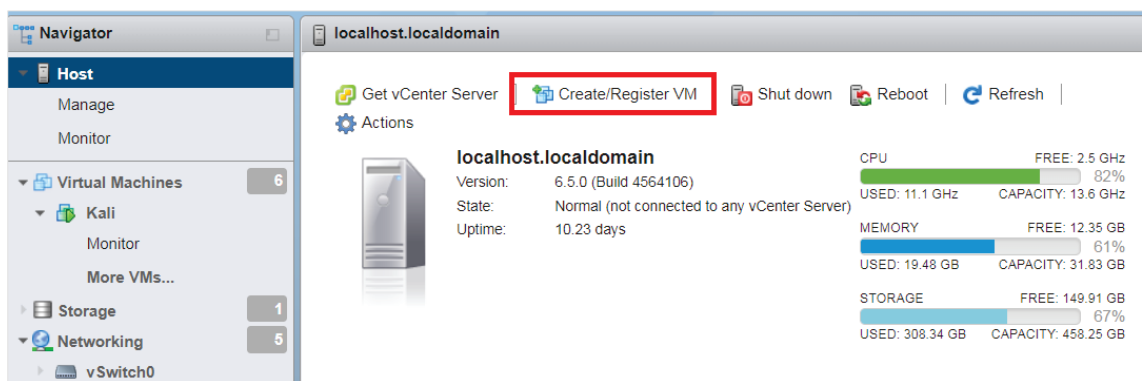 Navigator
Host
Manage
Monitor
Virtual Machines 6
Kali
Monitor
More VMs...
Storage 1
Networking 5
vSwitch0
localhost.localdomain
Get vCenter Server Create/Register VM Shut down Reboot Refresh
Actions
localhost.localdomain
Version: 6.5.0 (Build 4564106)
State: Normal (not connected to any vCenter Server)
Uptime: 10.23 days
CPU FREE: 2.5 GHz
82%
USED: 11.1 GHz CAPACITY: 13.6 GHz
MEMORY FREE: 12.35 GB
61%
USED: 19.48 GB CAPACITY: 31.83 GB
STORAGE FREE: 149.91 GB
67%
USED: 308.34 GB CAPACITY: 458.25 GB